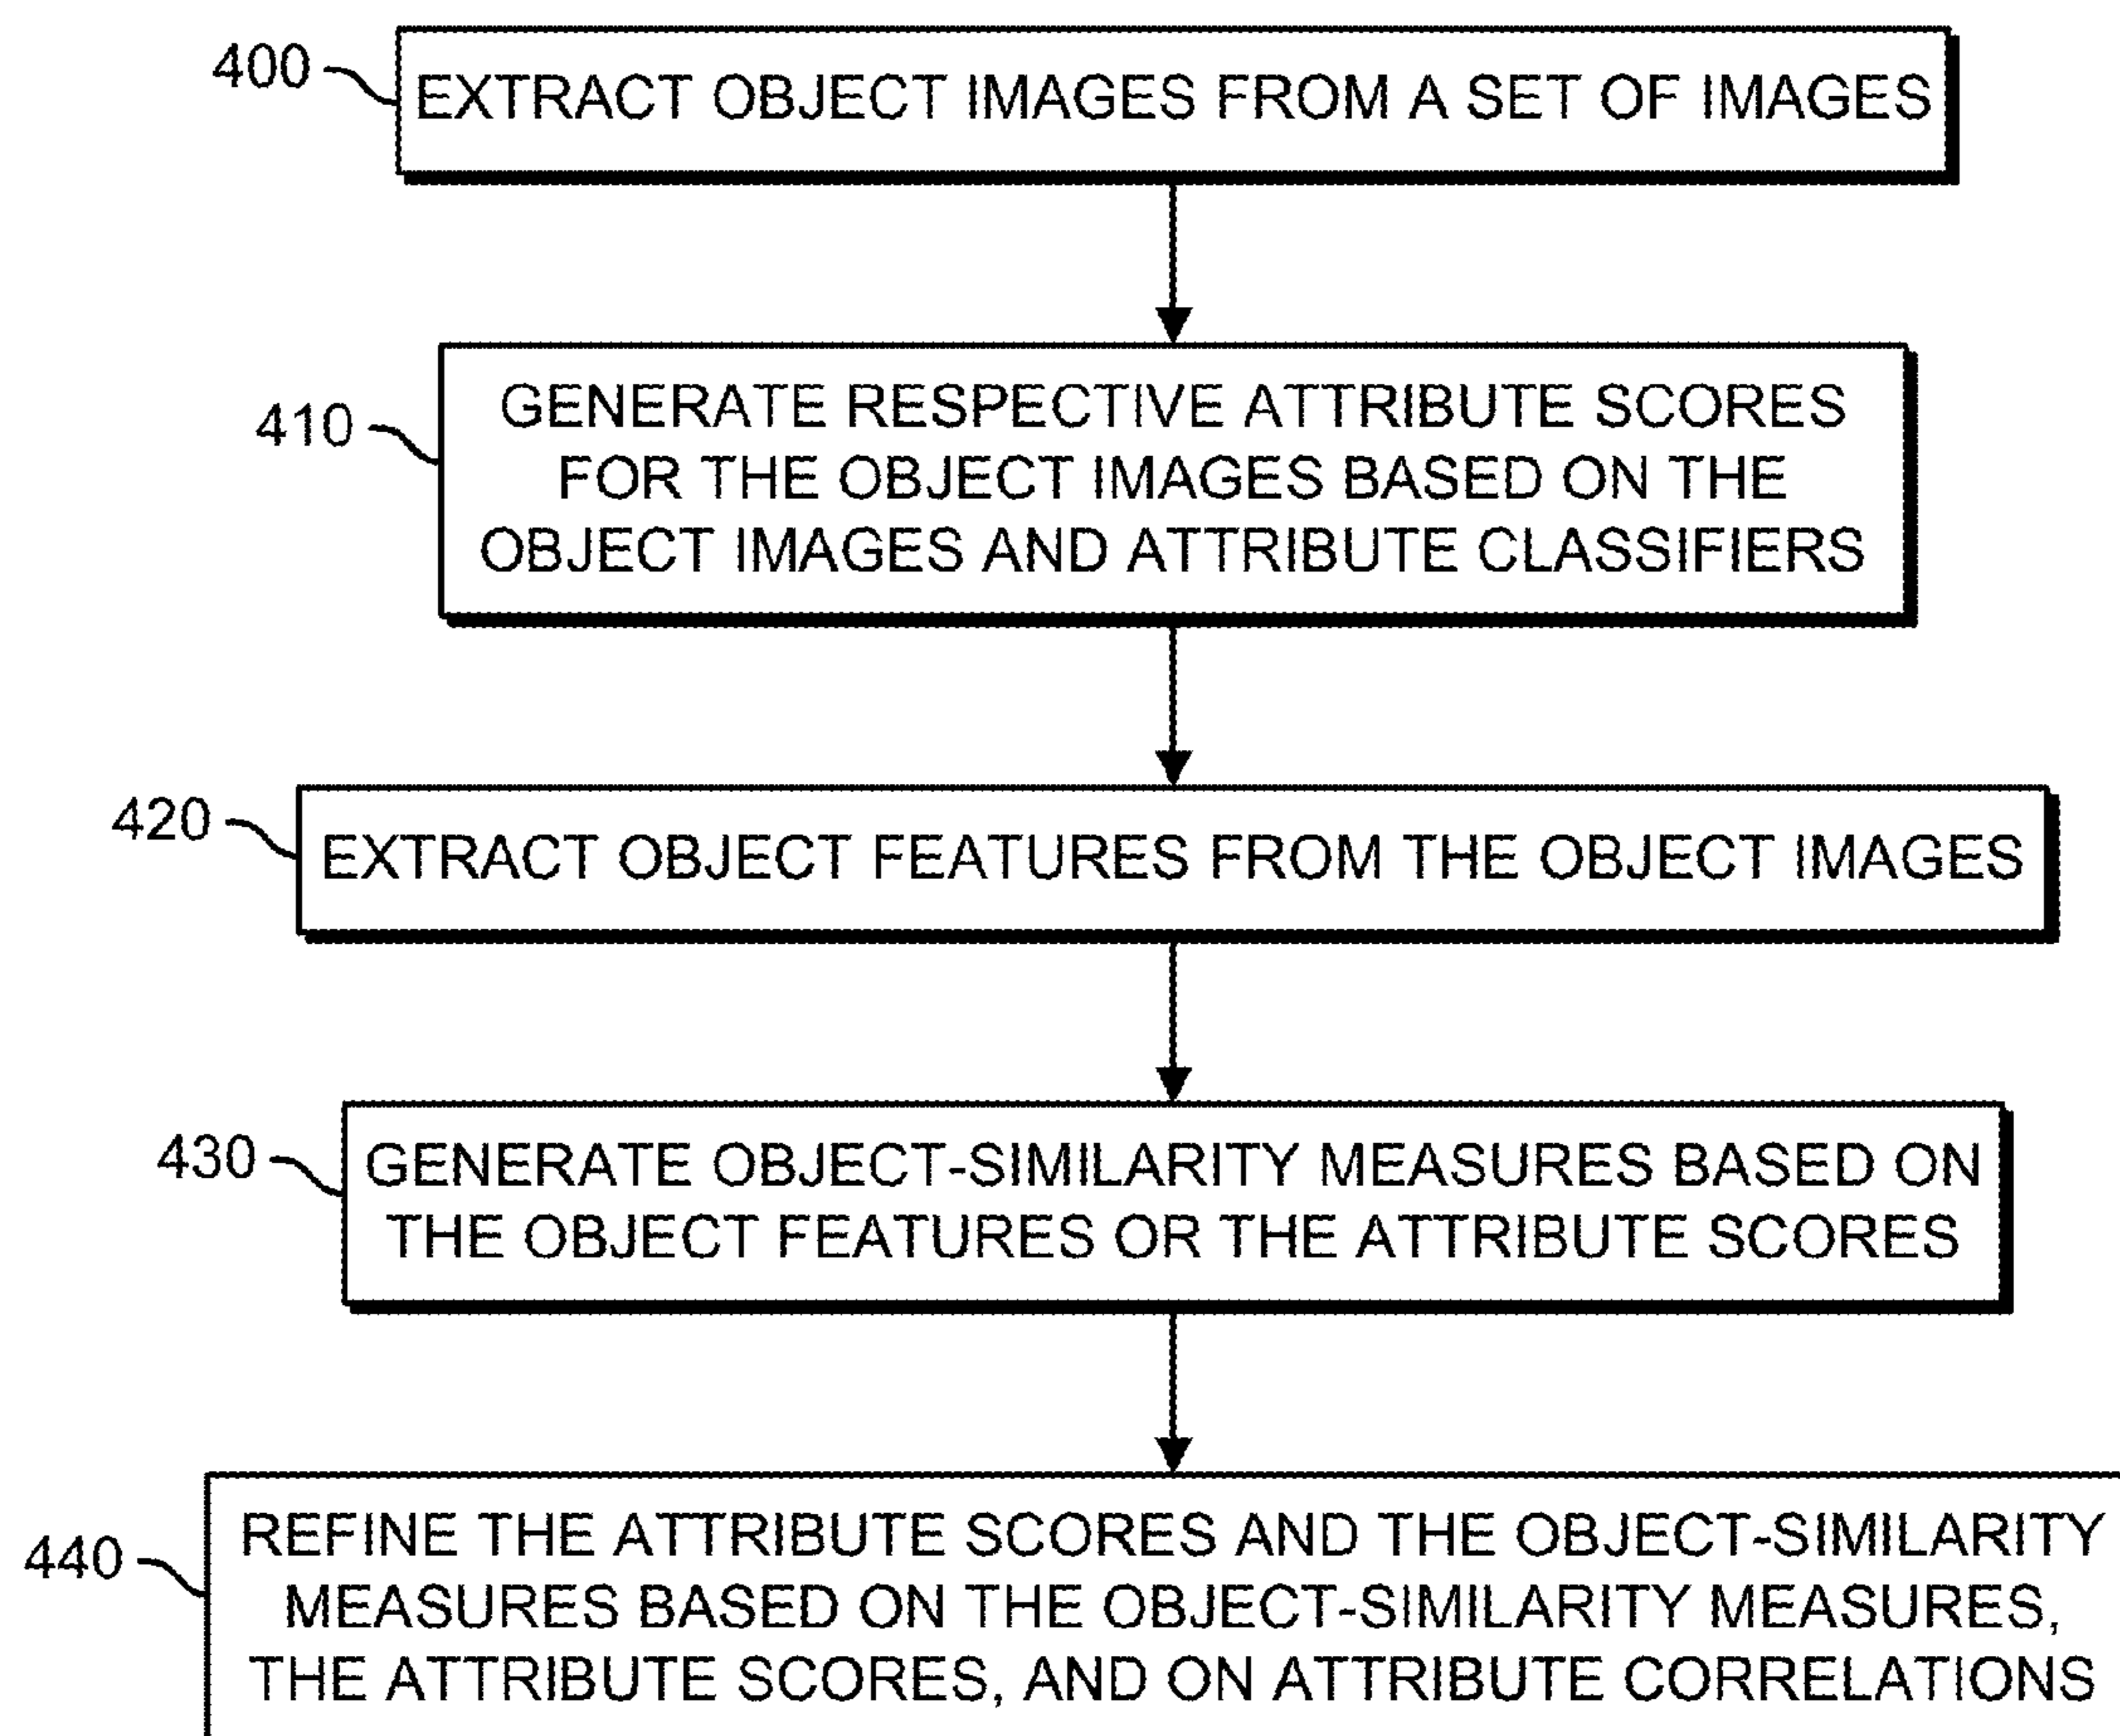 400
EXTRACT OBJECT IMAGES FROM A SET OF IMAGES
410
GENERATE RESPECTIVE ATTRIBUTE SCORES
FOR THE OBJECT IMAGES BASED ON THE
OBJECT IMAGES AND ATTRIBUTE CLASSIFIERS
420
EXTRACT OBJECT FEATURES FROM THE OBJECT IMAGES
430
GENERATE OBJECT-SIMILARITY MEASURES BASED ON
THE OBJECT FEATURES OR THE ATTRIBUTE SCORES
440
REFINE THE ATTRIBUTE SCORES AND THE OBJECT-SIMILARITY
MEASURES BASED ON THE OBJECT-SIMILARITY MEASURES,
THE ATTRIBUTE SCORES, AND ON ATTRIBUTE CORRELATIONS